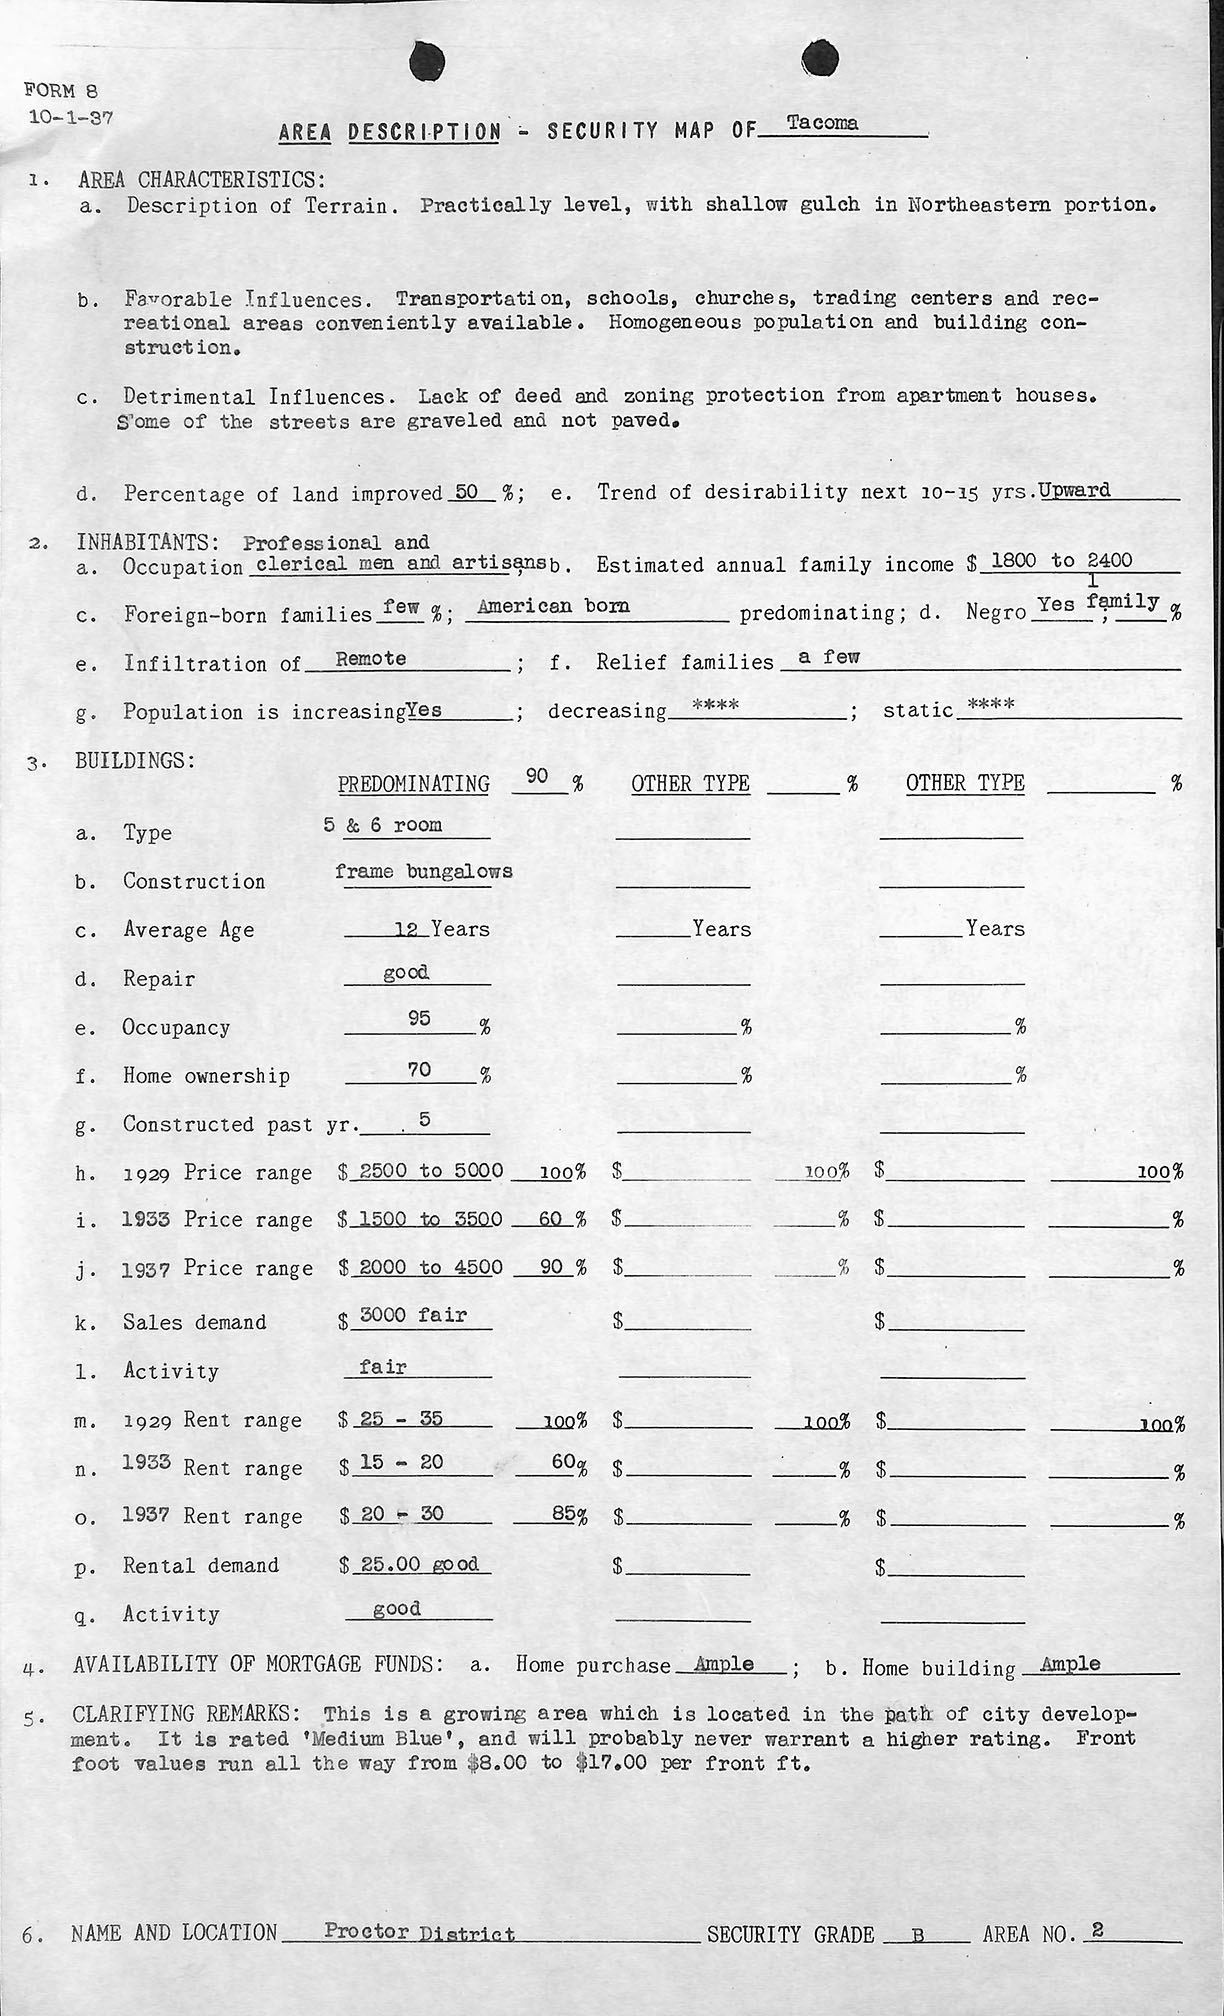 FORM 8
10-1-37
AREA DESCRIPTION - SECURITY MAP OF Tacoma
1. AREA CHARACTERISTICS:
a. Description of Terrain. Practically level, with shallow gulch in Northeastern portion.
b. Favorable Influences. Transportation, schools, churches, trading centers and rec-
reational areas conveniently available. Homogeneous population and building con-
struction.
c. Detrimental Influences. Lack of deed and zoning protection from apartment houses.
Some of the streets are graveled and not paved.
d. Percentage of land improved 50 %; e. Trend of desirability next 10-15 yrs. Upward
2. INHABITANTS: Professional and
a. Occupation clerical men and artisans; b. Estimated annual family income $ 1800 to 2400
1
c. Foreign-born families few %; American born predominating; d. Negro Yes ; family %
e. Infiltration of Remote ; f. Relief families a few
g. Population is increasing Yes ; decreasing **** ; static ****
3. BUILDINGS:
PREDOMINATING 90 % OTHER TYPE % OTHER TYPE %
a. Type 5 & 6 room
b. Construction frame bungalows
c. Average Age 12 Years Years Years
d. Repair good
e. Occupancy 95 % % %
f. Home ownership 70 % % %
g. Constructed past yr. 5
h. 1929 Price range $ 2500 to 5000 100% $ 100% $ 100%
i. 1933 Price range $ 1500 to 3500 60 % $ % $ %
j. 1937 Price range $ 2000 to 4500 90 % $ % $ %
k. Sales demand $ 3000 fair $ $
l. Activity fair
m. 1929 Rent range $ 25 - 35 100% $ 100% $ 100%
n. 1933 Rent range $ 15 - 20 60% $ % $ %
o. 1937 Rent range $ 20 - 30 85% $ % $ %
p. Rental demand $ 25.00 good $ $
q. Activity good
4. AVAILABILITY OF MORTGAGE FUNDS: a. Home purchase Ample ; b. Home building Ample
5. CLARIFYING REMARKS: This is a growing area which is located in the path of city develop-
ment. It is rated 'Medium Blue', and will probably never warrant a higher rating. Front
foot values run all the way from $8.00 to $17.00 per front ft.
6. NAME AND LOCATION Proctor District SECURITY GRADE B AREA NO. 2